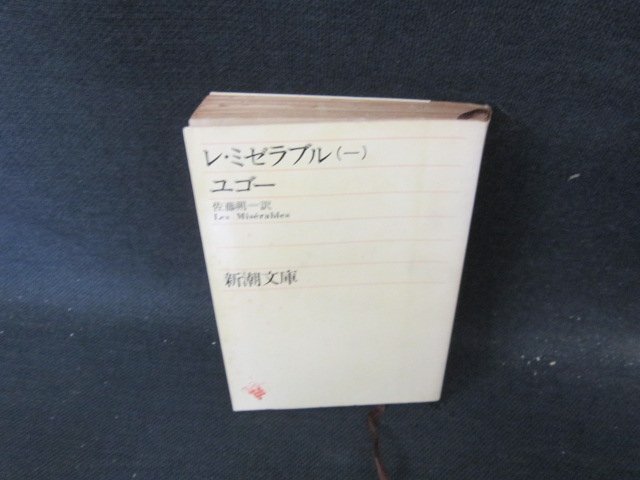 レ・ミゼラブル(一)
ユゴー
佐藤朔一訳
Les Misérables
新潮文庫